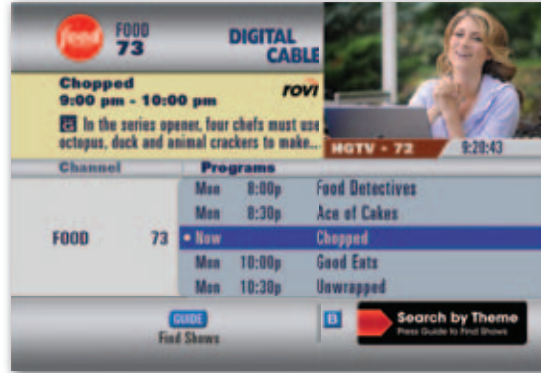 food
FOOD
73
DIGITAL
CABLE
Chopped
9:00 pm - 10:00 pm
rovi
In the series opener, four chefs must use
octopus, duck and animal crackers to make...
HGTV - 72 9:20:43
Channel Programs
Mon 8:00p Food Detectives
Mon 8:30p Ace of Cakes
FOOD 73 • Now Chopped
Mon 10:00p Good Eats
Mon 10:30p Unwrapped
GUIDE
Find Shows
B
Search by Theme
Press Guide to Find Shows